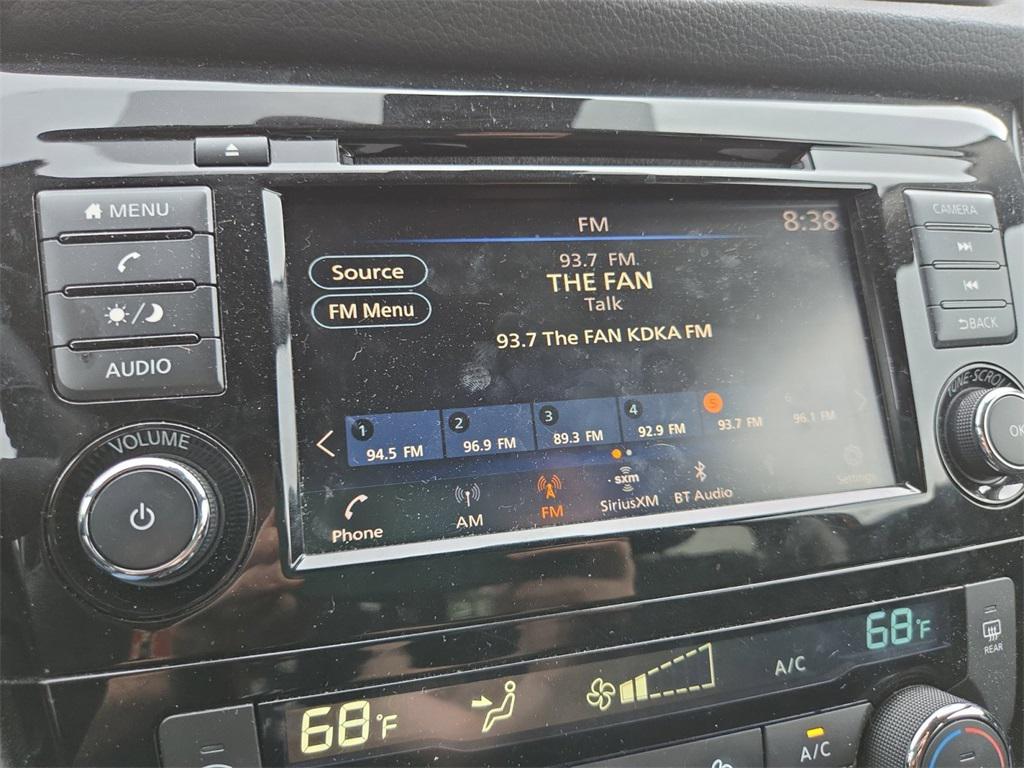 MENU
AUDIO
VOLUME
FM
8:38
Source
FM Menu
93.7 FM
THE FAN
Talk
93.7 The FAN KDKA FM
1
94.5 FM
2
96.9 FM
3
89.3 FM
4
92.9 FM
5
93.7 FM
6
96.1 FM
Phone
AM
FM
sxm
SiriusXM
BT Audio
Settings
CAMERA
BACK
TUNE·SCROLL
OK
68°F
A/C
68°F
REAR
A/C